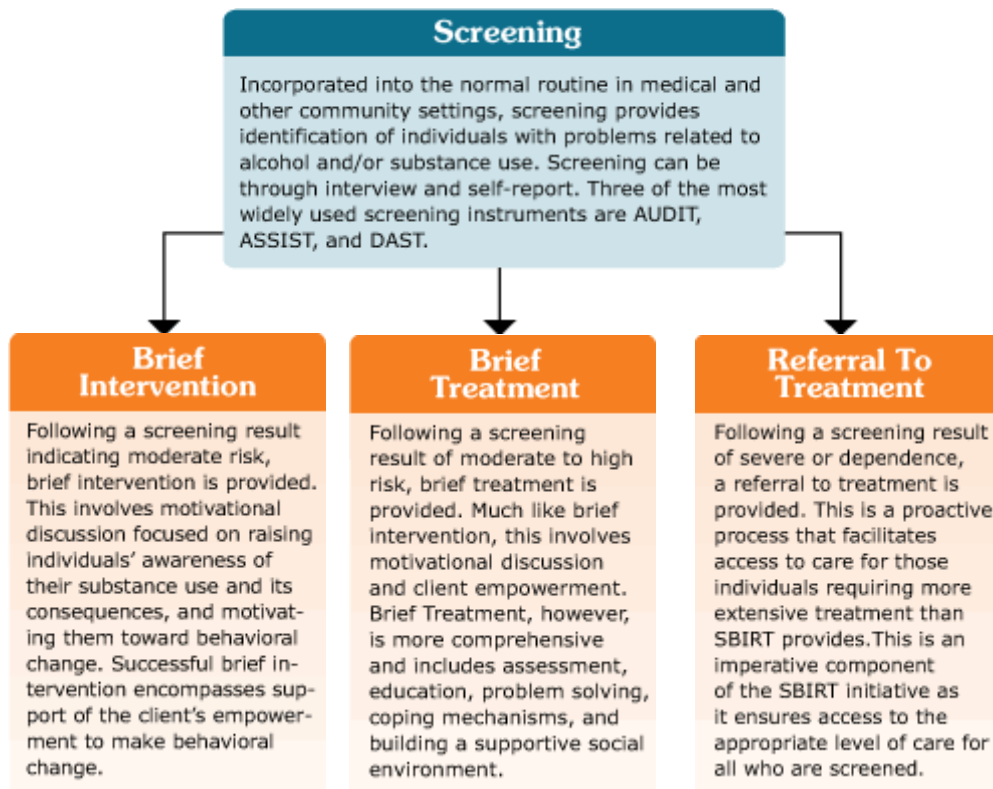 Screening
Incorporated into the normal routine in medical and
other community settings, screening provides
identification of individuals with problems related to
alcohol and/or substance use. Screening can be
through interview and self-report. Three of the most
widely used screening instruments are AUDIT,
ASSIST, and DAST.
Brief
Intervention
Following a screening result
indicating moderate risk,
brief intervention is provided.
This involves motivational
discussion focused on raising
individuals’ awareness of
their substance use and its
consequences, and motivat-
ing them toward behavioral
change. Successful brief in-
tervention encompasses sup-
port of the client’s empower-
ment to make behavioral
change.
Brief
Treatment
Following a screening
result of moderate to high
risk, brief treatment is
provided. Much like brief
intervention, this involves
motivational discussion
and client empowerment.
Brief Treatment, however,
is more comprehensive
and includes assessment,
education, problem solving,
coping mechanisms, and
building a supportive social
environment.
Referral To
Treatment
Following a screening result
of severe or dependence,
a referral to treatment is
provided. This is a proactive
process that facilitates
access to care for those
individuals requiring more
extensive treatment than
SBIRT provides.This is an
imperative component
of the SBIRT initiative as
it ensures access to the
appropriate level of care for
all who are screened.